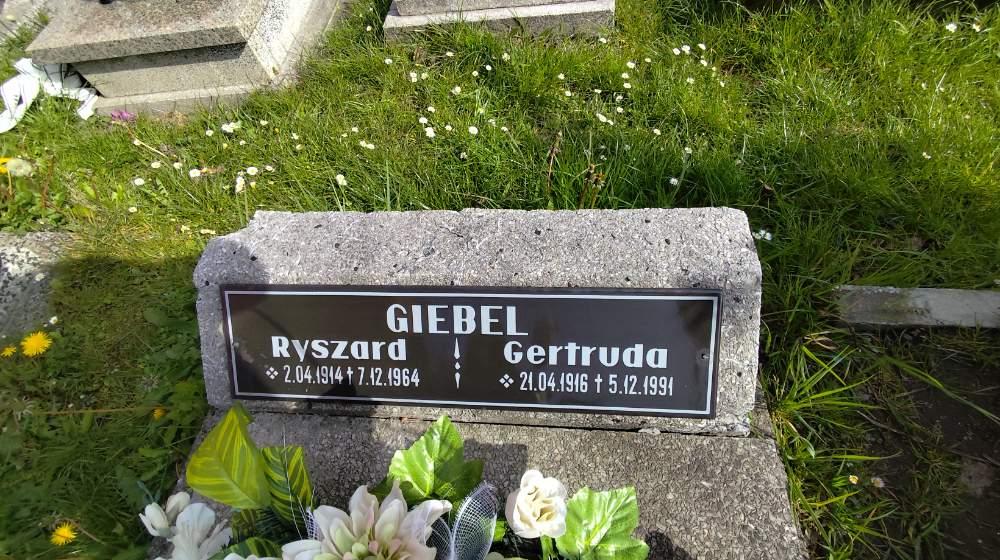 GIEBEL
Ryszard Gertruda
2.04.1914 † 7.12.1964 21.04.1916 † 5.12.1991